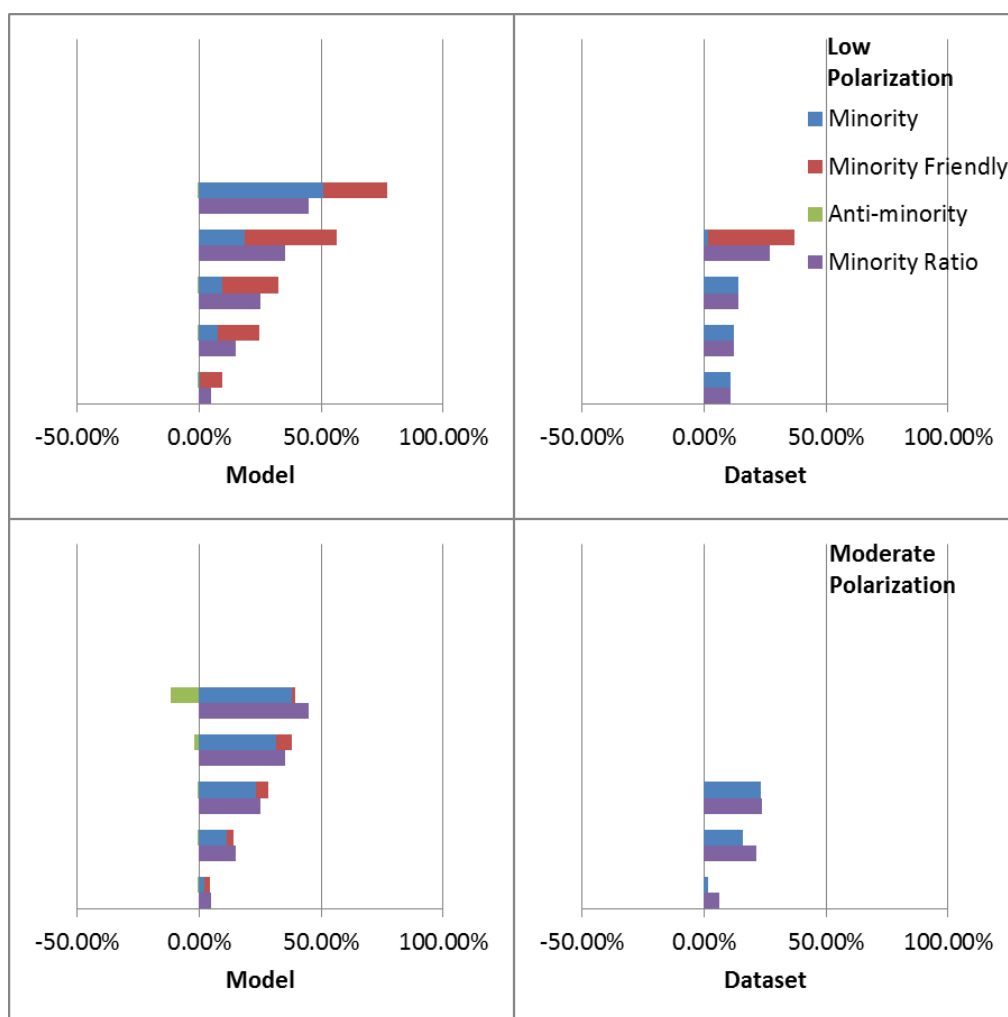 Low
Polarization
Minority
Minority Friendly
Anti-minority
Minority Ratio
-50.00% 0.00% 50.00% 100.00%
Model
-50.00% 0.00% 50.00% 100.00%
Dataset
Moderate
Polarization
-50.00% 0.00% 50.00% 100.00%
Model
-50.00% 0.00% 50.00% 100.00%
Dataset